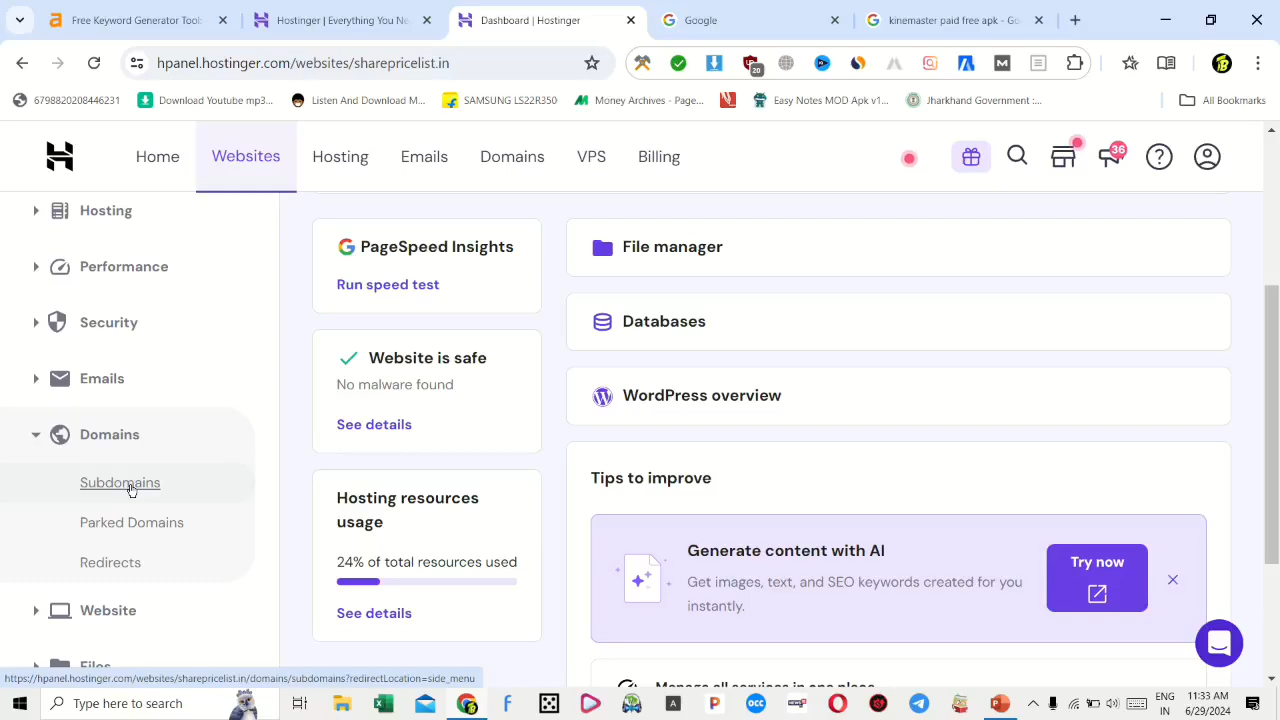 Free Keyword Generator Tool:
Hostinger | Everything You Ne
Dashboard | Hostinger
Google
kinemaster paid free apk - Go
hpanel.hostinger.com/websites/sharepricelist.in
20
6798820208446231
Download Youtube mp3...
Listen And Download M...
SAMSUNG LS22R350
Money Archives - Page...
Easy Notes MOD Apk v1...
Jharkhand Government :...
All Bookmarks
Home
Websites
Hosting
Emails
Domains
VPS
Billing
36
Hosting
Performance
Security
Emails
Domains
Subdomains
Parked Domains
Redirects
Website
Files
PageSpeed Insights
Run speed test
Website is safe
No malware found
See details
Hosting resources
usage
24% of total resources used
See details
File manager
Databases
WordPress overview
Tips to improve
Generate content with AI
Get images, text, and SEO keywords created for you
instantly.
Try now
Manage all services in one place
https://hpanel.hostinger.com/websites/sharepricelist.in/domains/subdomains?redirectLocation=side_menu
Type here to search
ENG
IN
11:33 AM
6/29/2024